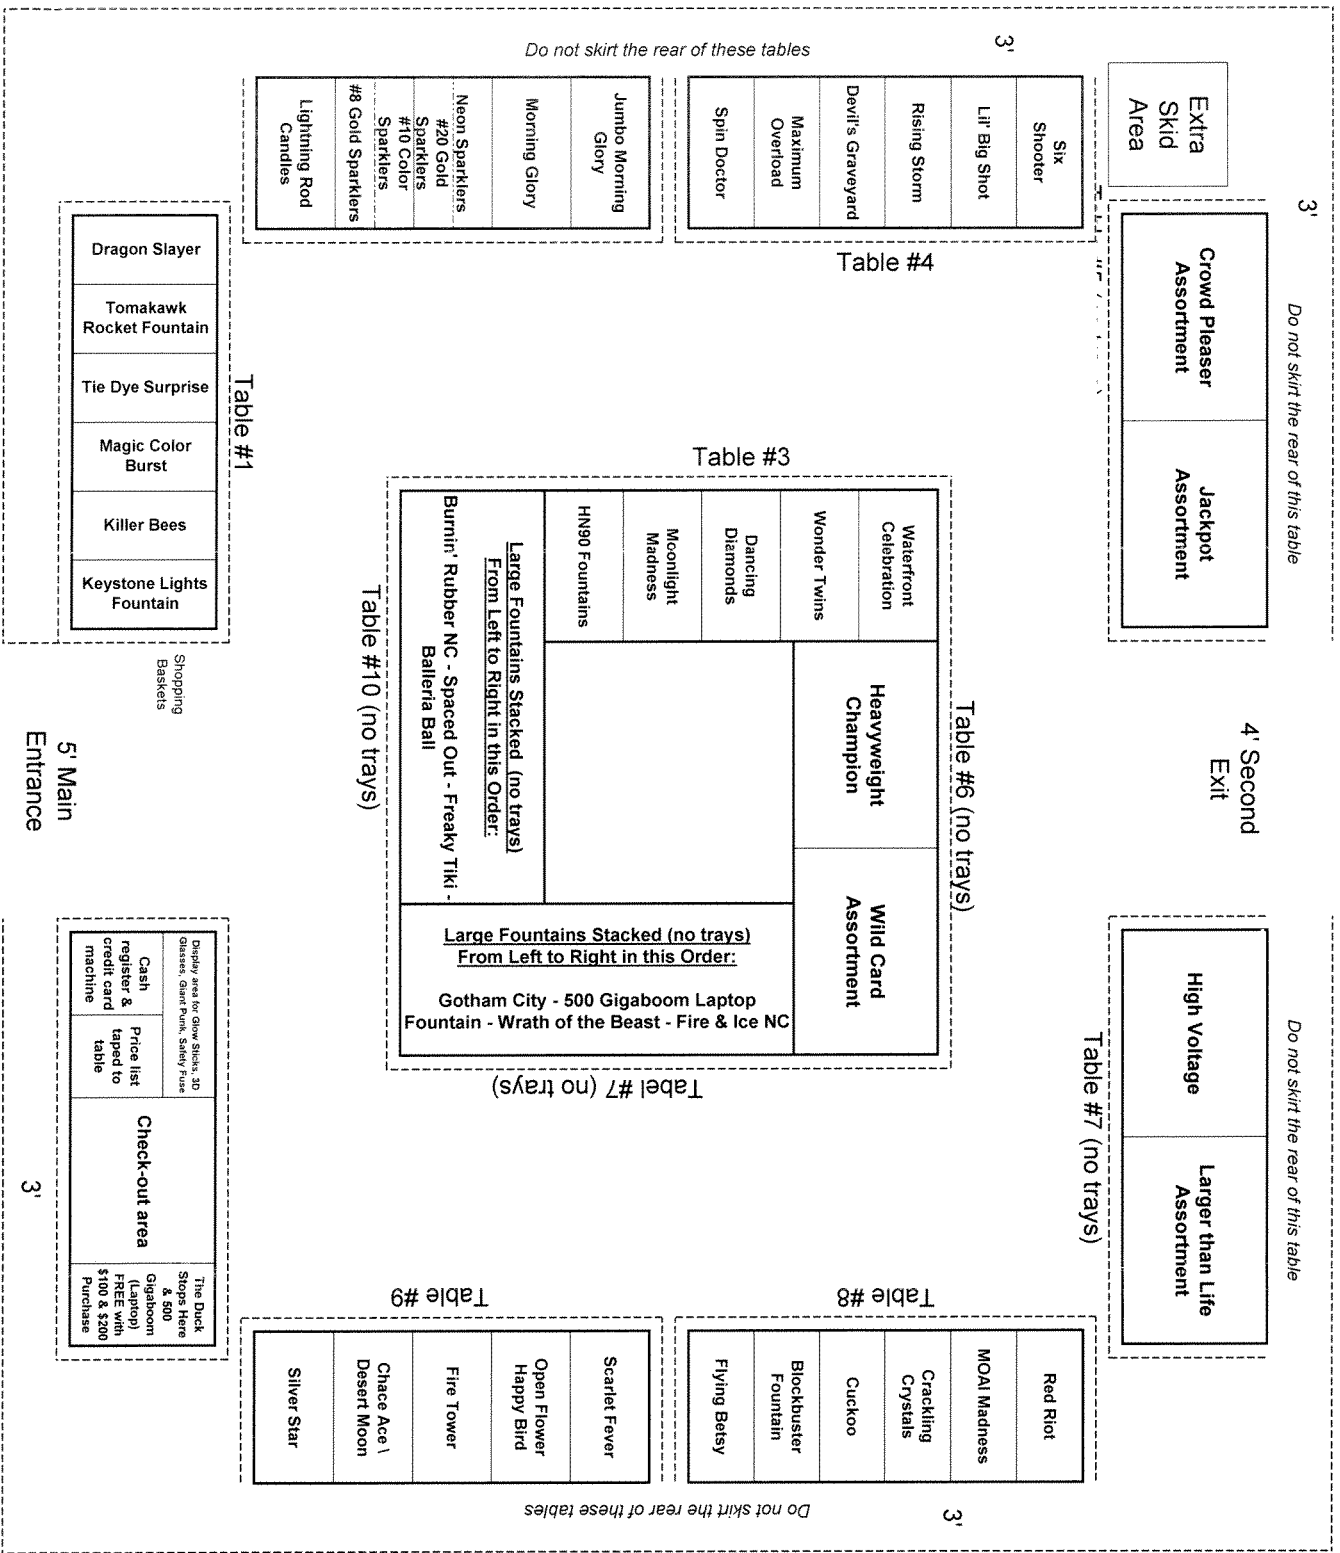 Do not skirt the rear of these tables
3'
Extra
Skid
Area
3'
Jumbo Morning
Glory
Morning Glory
Neon Sparklers
#20 Gold
Sparklers
#10 Color
Sparklers
#8 Gold Sparklers
Lightning Rod
Candles
Six
Shooter
Lil' Big Shot
Rising Storm
Devil's Graveyard
Maximum
Overload
Spin Doctor
Table #4
Crowd Pleaser
Assortment
Jackpot
Assortment
Do not skirt the rear of this table
Dragon Slayer
Tomakawk
Rocket Fountain
Tie Dye Surprise
Magic Color
Burst
Killer Bees
Keystone Lights
Fountain
Table #1
Shopping
Baskets
5' Main
Entrance
Table #3
Waterfront
Celebration
Wonder Twins
Dancing
Diamonds
Moonlight
Madness
HN90 Fountains
Heavyweight
Champion
Wild Card
Assortment
Table #6 (no trays)
Large Fountains Stacked (no trays)
From Left to Right in this Order:
Burnin' Rubber NC - Spaced Out - Freaky Tiki -
Balleria Ball
Table #10 (no trays)
Large Fountains Stacked (no trays)
From Left to Right in this Order:
Gotham City - 500 Gigaboom Laptop
Fountain - Wrath of the Beast - Fire & Ice NC
Tabel #7 (no trays)
4' Second
Exit
High Voltage
Larger than Life
Assortment
Table #7 (no trays)
Do not skirt the rear of this table
Display area for Glow Sticks, 3D
Glasses, Giant Punk, Safety Fuse
Cash
register &
credit card
machine
Price list
taped to
table
Check-out area
The Duck
Stops Here
& 500
Gigaboom
(Laptop)
FREE with
$100 & $200
Purchase
3'
Table #9
Scarlet Fever
Open Flower
Happy Bird
Fire Tower
Chace Ace \
Desert Moon
Silver Star
Table #8
Red Riot
MOAI Madness
Crackling
Crystals
Cuckoo
Blockbuster
Fountain
Flying Betsy
Do not skirt the rear of these tables
3'